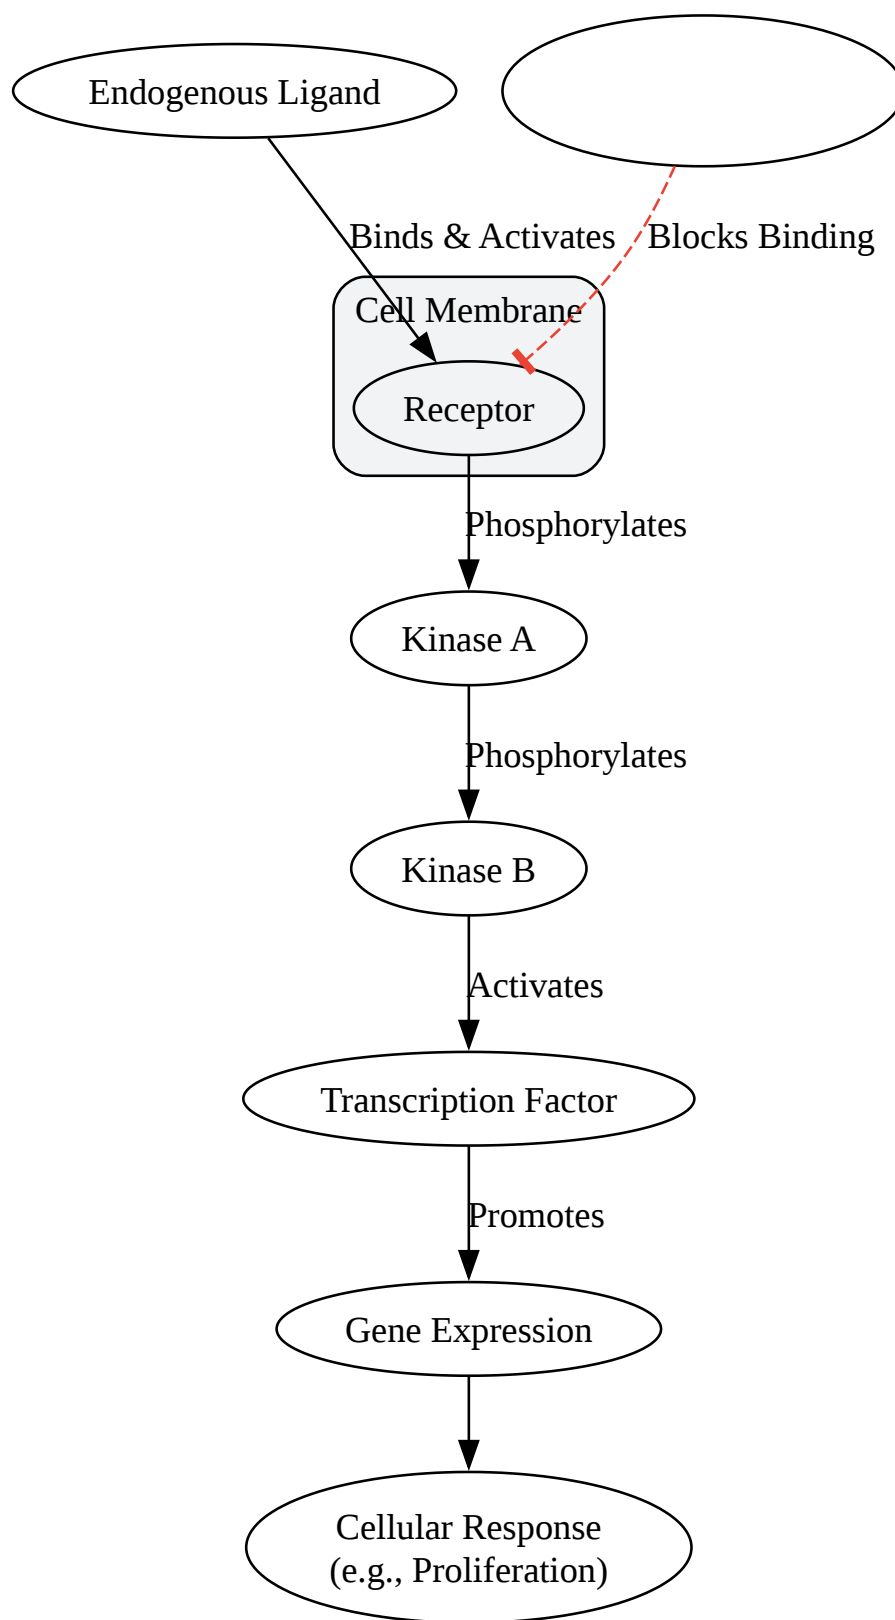 Endogenous Ligand
Binds & Activates
Blocks Binding
Cell Membrane
Receptor
Phosphorylates
Kinase A
Phosphorylates
Kinase B
Activates
Transcription Factor
Promotes
Gene Expression
Cellular Response
(e.g., Proliferation)